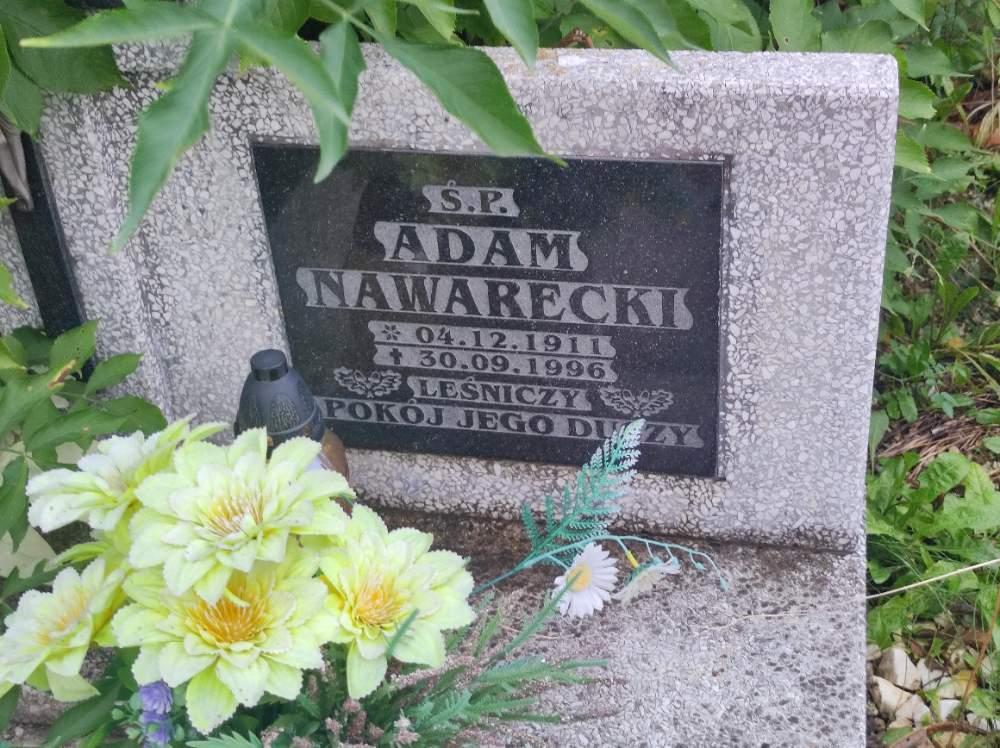 Ś.P.
ADAM
NAWARECKI
* 04.12.1911
✝ 30.09.1996
LEŚNICZY
POKÓJ JEGO DUSZY